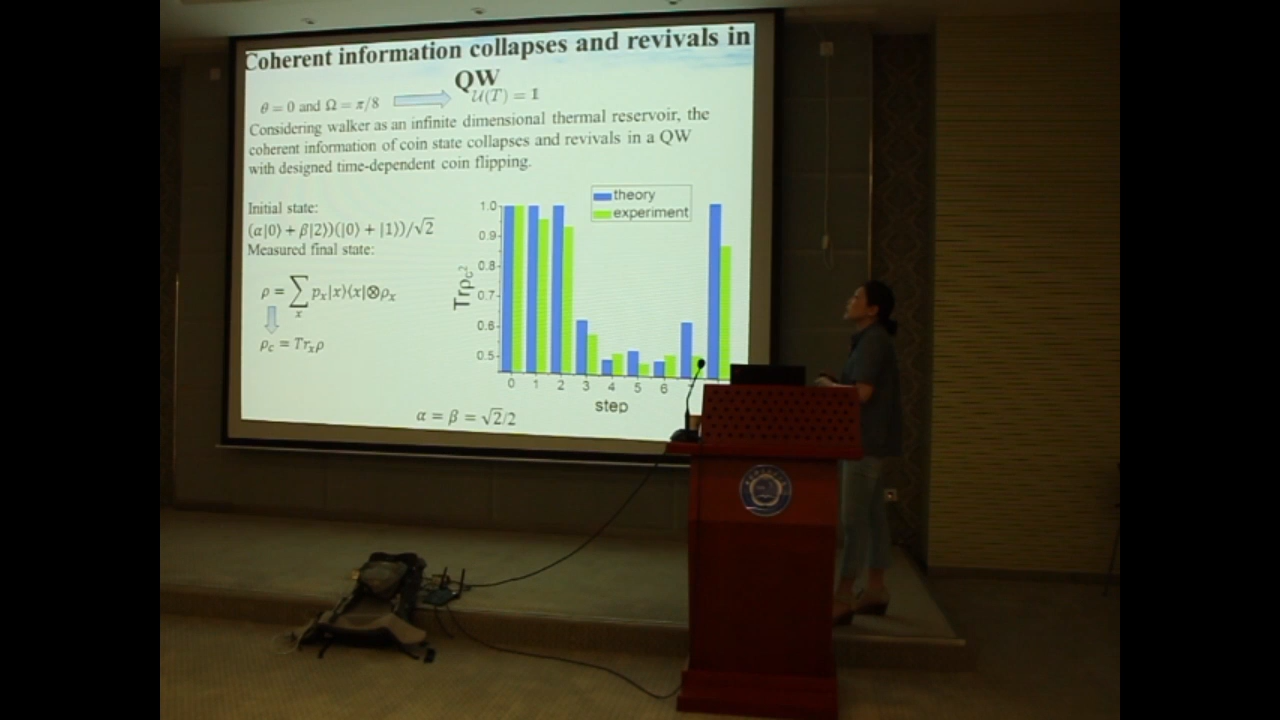 Coherent information collapses and revivals in
QW
θ = 0 and Ω = π/8
𝒰(T) = 𝟙
Considering walker as an infinite dimensional thermal reservoir, the
coherent information of coin state collapses and revivals in a QW
with designed time-dependent coin flipping.
Initial state:
(α|0⟩ + β|2⟩)(|0⟩ + |1⟩)/√2
Measured final state:
ρ = ∑ₓ pₓ|x⟩⟨x|⊗ρₓ
ρ_c = Trₓρ
theory
experiment
1.0
0.9
0.8
0.7
0.6
0.5
Trρ_c²
0 1 2 3 4 5 6
step
α = β = √2/2